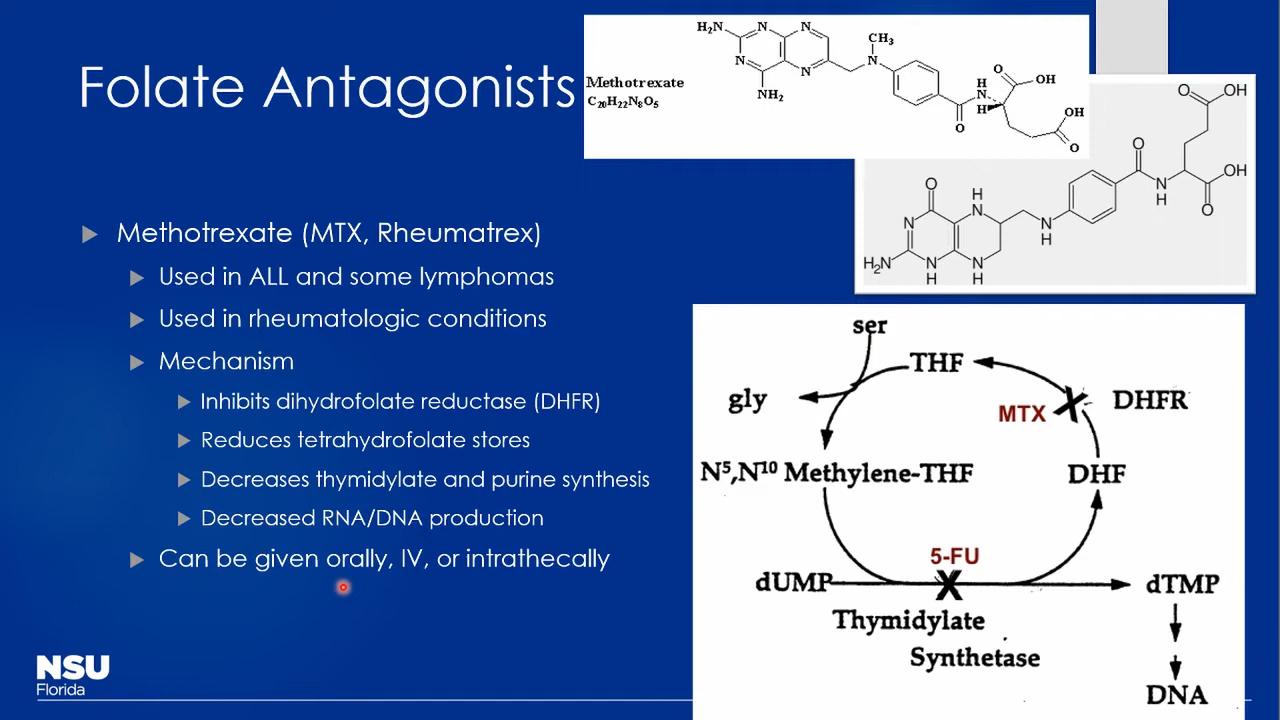 Folate Antagonists
Methotrexate
C₂₀H₂₂N₈O₅
H₂N
N
N
N
N
NH₂
CH₃
N
O
H
N
H
O
OH
OH
O
O
OH
O
N
H
OH
O
O
H
N
N
H
N
H₂N
N
H
N
H
Methotrexate (MTX, Rheumatrex)
Used in ALL and some lymphomas
Used in rheumatologic conditions
Mechanism
Inhibits dihydrofolate reductase (DHFR)
Reduces tetrahydrofolate stores
Decreases thymidylate and purine synthesis
Decreased RNA/DNA production
Can be given orally, IV, or intrathecally
ser
THF
gly
MTX
DHFR
N⁵,N¹⁰ Methylene-THF
DHF
5-FU
dUMP
dTMP
Thymidylate
Synthetase
DNA
NSU
Florida